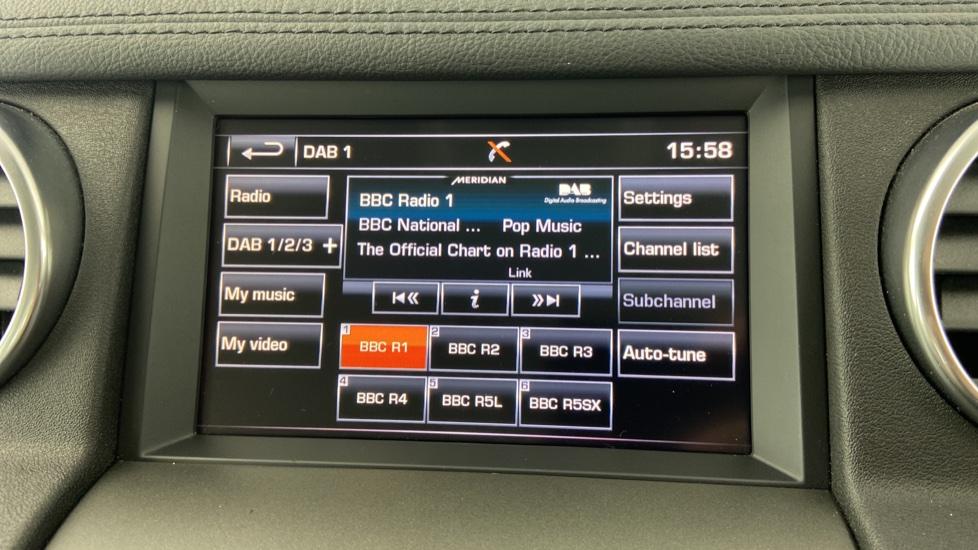 DAB 1
15:58
Radio
DAB 1/2/3 +
My music
My video
MERIDIAN
BBC Radio 1
DAB
Digital Audio Broadcasting
BBC National ... Pop Music
The Official Chart on Radio 1 ...
Link
i
Settings
Channel list
Subchannel
Auto-tune
1 BBC R1
2 BBC R2
3 BBC R3
4 BBC R4
5 BBC R5L
6 BBC R5SX